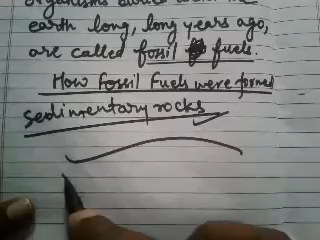 earth long, long years ago,
are called fossil fuels.
How Fossil Fuels were formed
sedimentary rocks